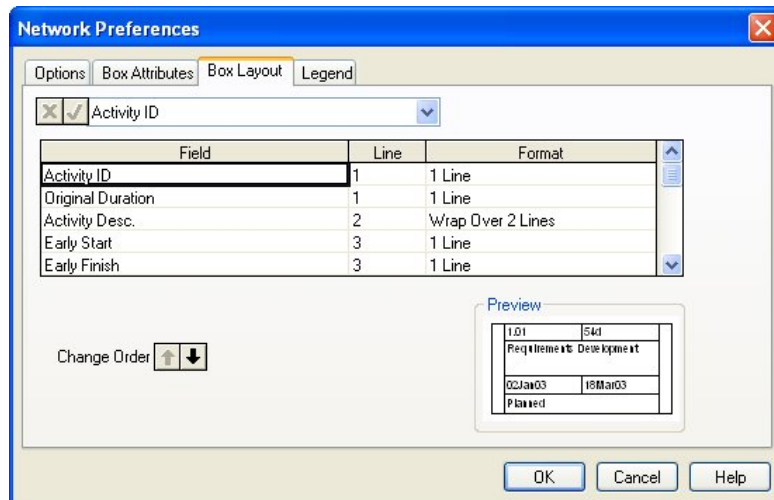 Network Preferences
Options Box Attributes Box Layout Legend
Activity ID
Field Line Format
Activity ID 1 1 Line
Original Duration 1 1 Line
Activity Desc. 2 Wrap Over 2 Lines
Early Start 3 1 Line
Early Finish 3 1 Line
Preview
1.01 54d
Requirements Development
02Jan03 18Mar03
Planned
Change Order
OK Cancel Help